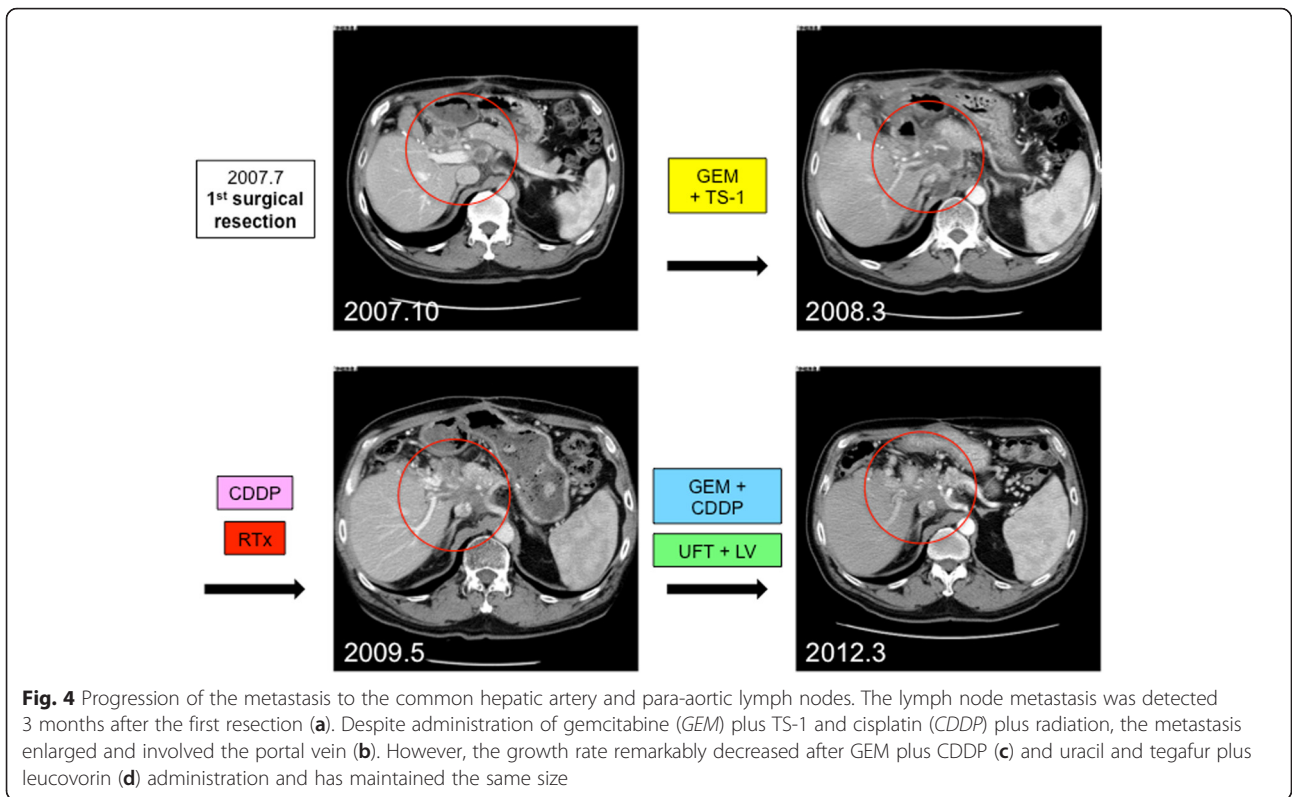 2007.7
1st surgical
resection
2007.10
GEM
+ TS-1
2008.3
CDDP
RTx
2009.5
GEM +
CDDP
UFT + LV
2012.3
Fig. 4 Progression of the metastasis to the common hepatic artery and para-aortic lymph nodes. The lymph node metastasis was detected
3 months after the first resection (a). Despite administration of gemcitabine (GEM) plus TS-1 and cisplatin (CDDP) plus radiation, the metastasis
enlarged and involved the portal vein (b). However, the growth rate remarkably decreased after GEM plus CDDP (c) and uracil and tegafur plus
leucovorin (d) administration and has maintained the same size